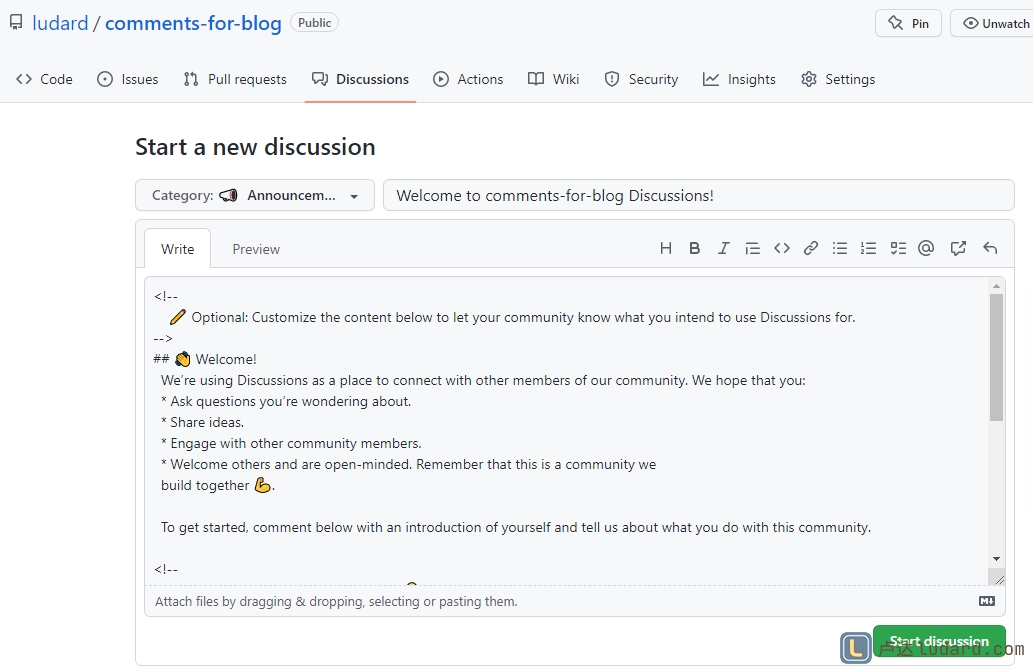 ludard / comments-for-blog Public
Pin
Unwatch
Code
Issues
Pull requests
Discussions
Actions
Wiki
Security
Insights
Settings
Start a new discussion
Category: 📣 Announcem...
Welcome to comments-for-blog Discussions!
Write
Preview
H B I
<!--
✏️ Optional: Customize the content below to let your community know what you intend to use Discussions for.
-->
## 👋 Welcome!
We’re using Discussions as a place to connect with other members of our community. We hope that you:
* Ask questions you’re wondering about.
* Share ideas.
* Engage with other community members.
* Welcome others and are open-minded. Remember that this is a community we
build together 💪.
To get started, comment below with an introduction of yourself and tell us about what you do with this community.
<!--
Attach files by dragging & dropping, selecting or pasting them.
Start discussion
L 卢达ludard.com